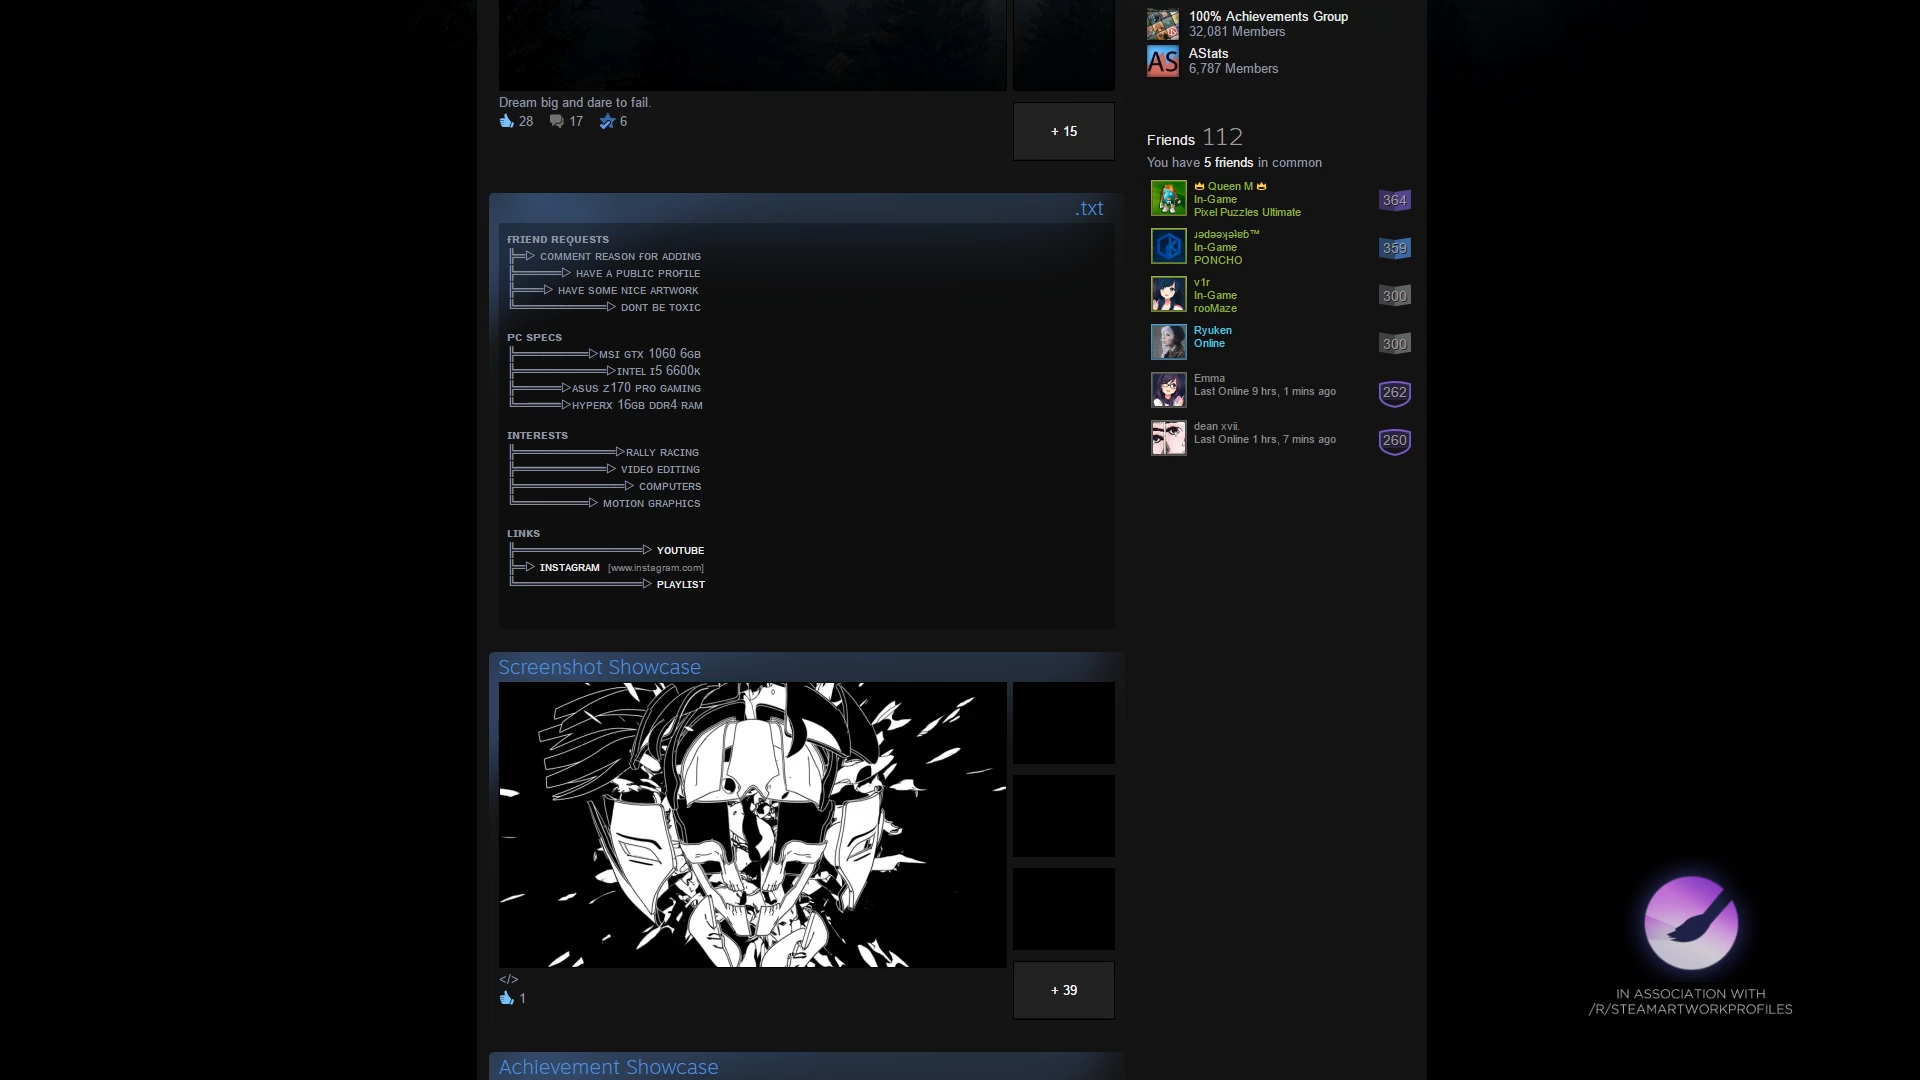 Dream big and dare to fail.
28 17 6
+ 15
.txt
ꜰRIEND REQUESTS
╠═▷ COMMENT REASON ꜰOR ADDING
╠═════▷ HAVE A PUBLIC PROꜰILE
╠═══▷ HAVE SOME NICE ARTWORK
╚══════════▷ DONT BE TOXIC
PC SPECS
╠════════▷MSI GTX 1060 6GB
╠══════════▷INTEL I5 6600K
╠═════▷ASUS Z170 PRO GAMING
╚═════▷HYPERX 16GB DDR4 RAM
INTERESTS
╠═══════════▷RALLY RACING
╠══════════▷ VIDEO EDITING
╠════════════▷ COMPUTERS
╚════════▷ MOTION GRAPHICS
LINKS
╠══════════════▷ YOUTUBE
╠═▷ INSTAGRAM [www.instagram.com]
╚══════════════▷ PLAYLIST
Screenshot Showcase
</>
1
+ 39
Achievement Showcase
100% Achievements Group
32,081 Members
AS
AStats
6,787 Members
Friends 112
You have 5 friends in common
Queen M
In-Game
Pixel Puzzles Ultimate
364
In-Game
PONCHO
359
v1r
In-Game
rooMaze
300
Ryuken
Online
300
Emma
Last Online 9 hrs, 1 mins ago
262
dean xvii.
Last Online 1 hrs, 7 mins ago
260
IN ASSOCIATION WITH
/R/STEAMARTWORKPROFILES